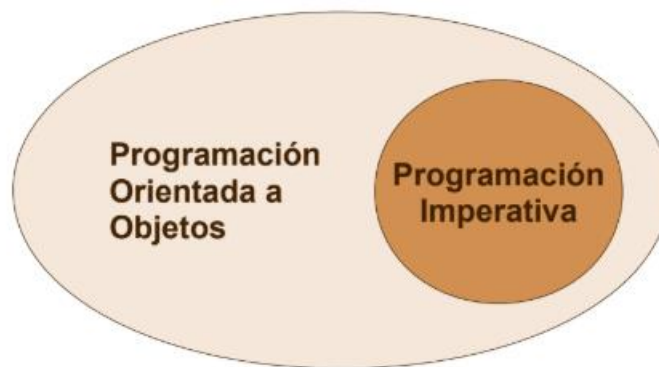 Programación
Orientada a
Objetos
Programación
Imperativa